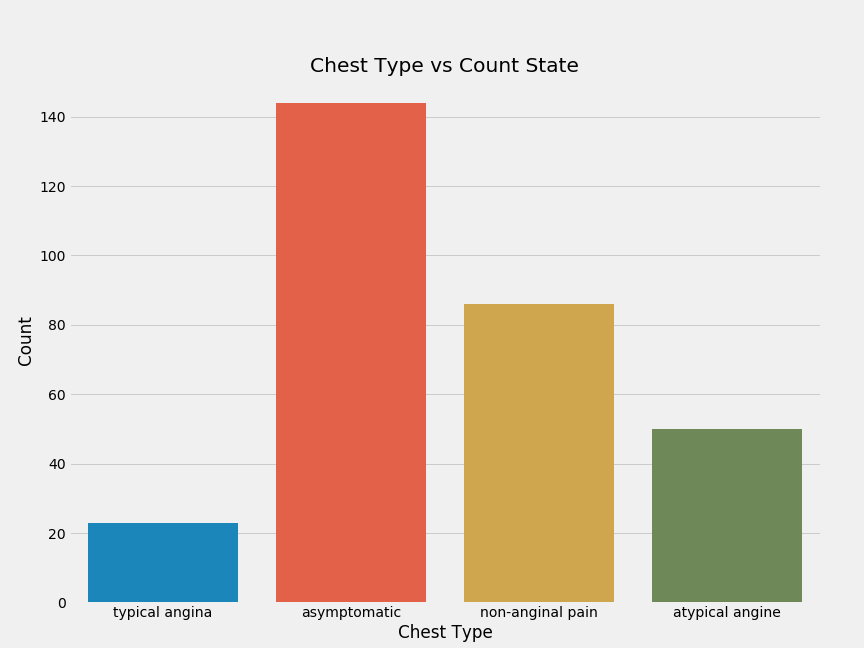 Chest Type vs Count State
140
120
100
80
60
40
20
0
Count
typical angina
asymptomatic
non-anginal pain
atypical angine
Chest Type